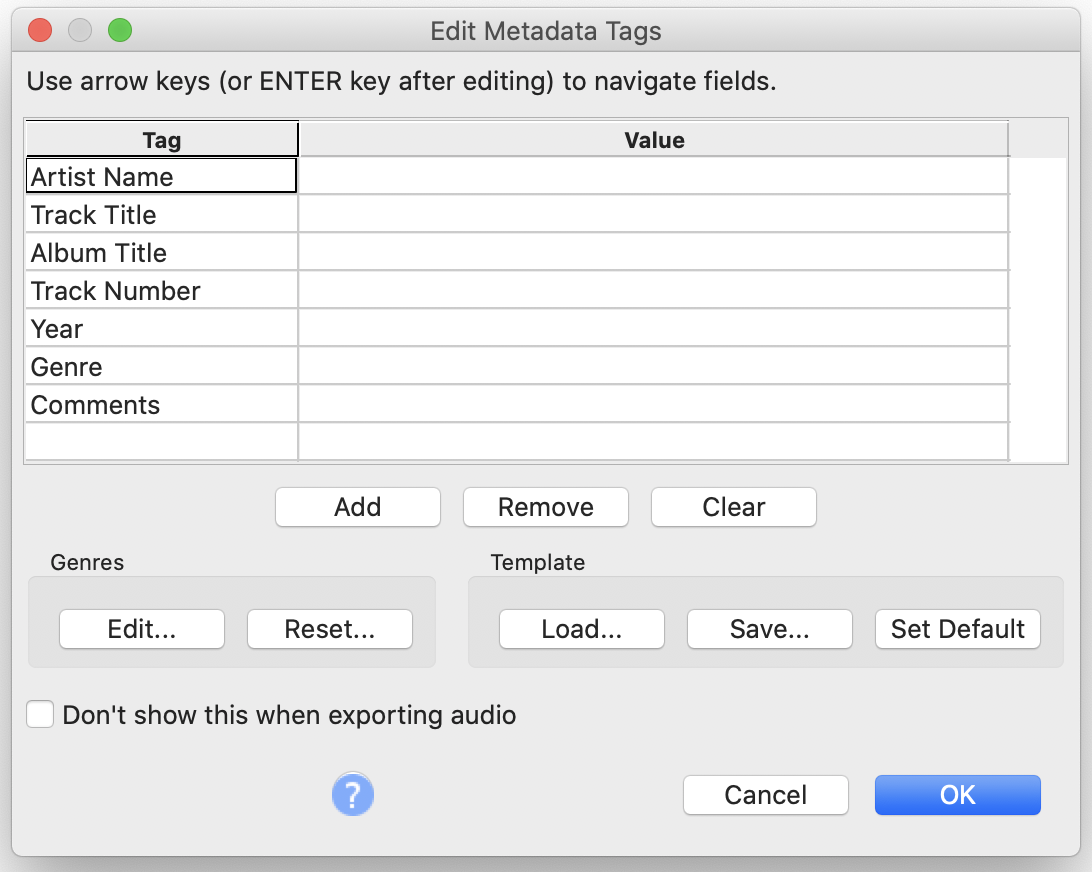 Edit Metadata Tags
Use arrow keys (or ENTER key after editing) to navigate fields.
Tag Value
Artist Name
Track Title
Album Title
Track Number
Year
Genre
Comments
Add Remove Clear
Genres Template
Edit... Reset... Load... Save... Set Default
Don't show this when exporting audio
? Cancel OK